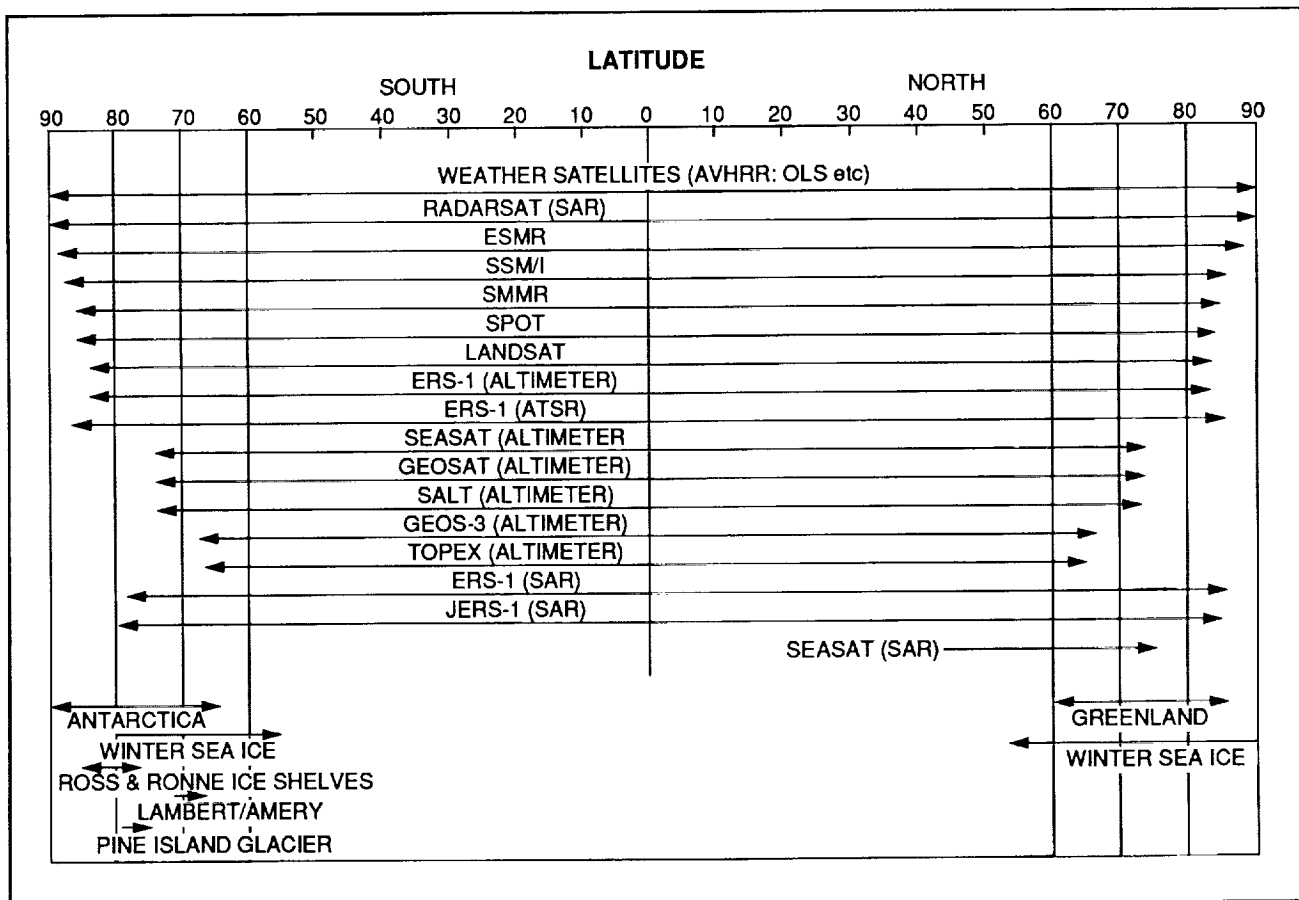 LATITUDE
SOUTH NORTH
90 80 70 60 50 40 30 20 10 0 10 20 30 40 50 60 70 80 90
WEATHER SATELLITES (AVHRR: OLS etc)
RADARSAT (SAR)
ESMR
SSM/I
SMMR
SPOT
LANDSAT
ERS-1 (ALTIMETER)
ERS-1 (ATSR)
SEASAT (ALTIMETER
GEOSAT (ALTIMETER)
SALT (ALTIMETER)
GEOS-3 (ALTIMETER)
TOPEX (ALTIMETER)
ERS-1 (SAR)
JERS-1 (SAR)
SEASAT (SAR)
ANTARCTICA GREENLAND
WINTER SEA ICE WINTER SEA ICE
ROSS & RONNE ICE SHELVES
LAMBERT/AMERY
PINE ISLAND GLACIER